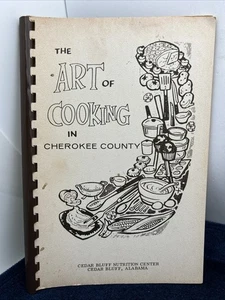 THE
ART OF
COOKING
IN
CHEROKEE COUNTY
CEDAR BLUFF NUTRITION CENTER
CEDAR BLUFF, ALABAMA